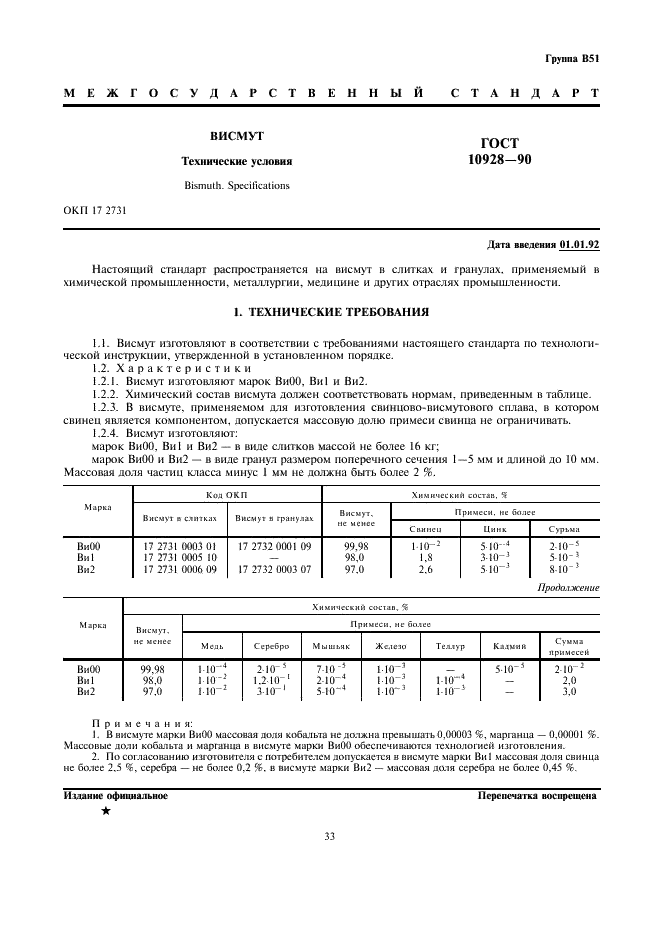 Группа В51
МЕЖГОСУДАРСТВЕННЫЙ СТАНДАРТ
ВИСМУТ
Технические условия
Bismuth. Specifications
ГОСТ
10928—90
ОКП 17 2731
Дата введения 01.01.92
Настоящий стандарт распространяется на висмут в слитках и гранулах, применяемый в
химической промышленности, металлургии, медицине и других отраслях промышленности.
1. ТЕХНИЧЕСКИЕ ТРЕБОВАНИЯ
1.1. Висмут изготовляют в соответствии с требованиями настоящего стандарта по технологи-
ческой инструкции, утвержденной в установленном порядке.
1.2. Характеристики
1.2.1. Висмут изготовляют марок Ви00, Ви1 и Ви2.
1.2.2. Химический состав висмута должен соответствовать нормам, приведенным в таблице.
1.2.3. В висмуте, применяемом для изготовления свинцово-висмутового сплава, в котором
свинец является компонентом, допускается массовую долю примеси свинца не ограничивать.
1.2.4. Висмут изготовляют:
марок Ви00, Ви1 и Ви2 — в виде слитков массой не более 16 кг;
марок Ви00 и Ви2 — в виде гранул размером поперечного сечения 1—5 мм и длиной до 10 мм.
Массовая доля частиц класса минус 1 мм не должна быть более 2 %.
Марка
Код ОКП
Химический состав, %
Висмут в слитках
Висмут в гранулах
Висмут,
не менее
Примеси, не более
Свинец
Цинк
Сурьма
Ви00 17 2731 0003 01 17 2732 0001 09 99,98 1·10⁻² 5·10⁻⁴ 2·10⁻⁵
Ви1 17 2731 0005 10 — 98,0 1,8 3·10⁻³ 5·10⁻³
Ви2 17 2731 0006 09 17 2732 0003 07 97,0 2,6 5·10⁻³ 8·10⁻³
Продолжение
Марка
Химический состав, %
Висмут,
не менее
Примеси, не более
Медь
Серебро
Мышьяк
Железо
Теллур
Кадмий
Сумма
примесей
Ви00 99,98 1·10⁻⁴ 2·10⁻⁵ 7·10⁻⁵ 1·10⁻³ — 5·10⁻⁵ 2·10⁻²
Ви1 98,0 1·10⁻² 1,2·10⁻¹ 2·10⁻⁴ 1·10⁻³ 1·10⁻⁴ — 2,0
Ви2 97,0 1·10⁻² 3·10⁻¹ 5·10⁻⁴ 1·10⁻³ 1·10⁻³ — 3,0
Примечания:
1. В висмуте марки Ви00 массовая доля кобальта не должна превышать 0,00003 %, марганца — 0,00001 %.
Массовые доли кобальта и марганца в висмуте марки Ви00 обеспечиваются технологией изготовления.
2. По согласованию изготовителя с потребителем допускается в висмуте марки Ви1 массовая доля свинца
не более 2,5 %, серебра — не более 0,2 %, в висмуте марки Ви2 — массовая доля серебра не более 0,45 %.
Издание официальное
Перепечатка воспрещена
★
33